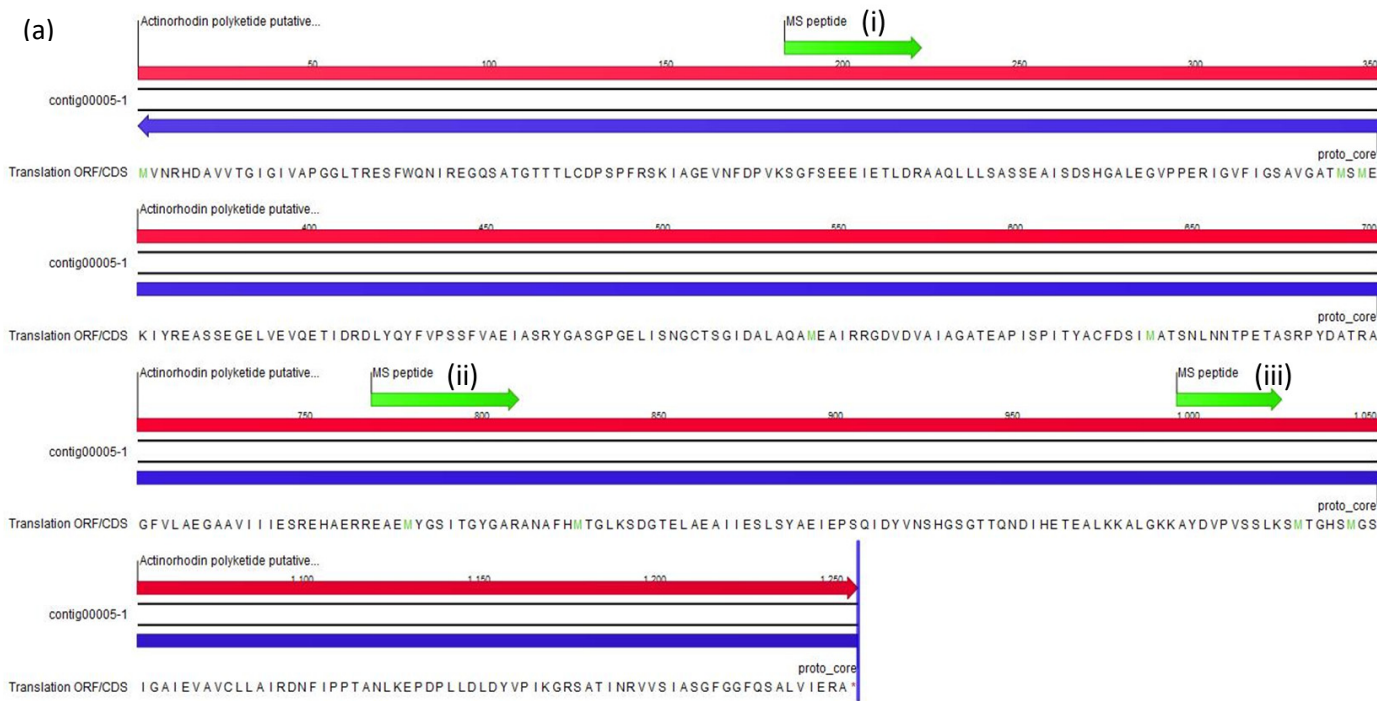 (a)
Actinorhodin polyketide putative... MS peptide (i)
50 100 150 200 250 300 350
contig00005-1
proto_core
Translation ORF/CDS MVNRHDAVVTGIGIVAPGGLTRESFWQNIREGQSATGTTTLCDPSPFRSKIAGEVNFDPVKSGFSEEEIETLDRAAQLLLSASSEAISDSHGALEGVPPERIGVFIGSAVGATMSME
Actinorhodin polyketide putative...
400 450 500 550 600 650 700
contig00005-1
proto_core
Translation ORF/CDS KIYREASSEGELVEVQETIDRDLYQYFVPSSFVAEIASRYGASGPGELISNGCTSGIDALAQAMEAIRRGDVDVAIAGATEAPISPITYACFDSIMATSNLNNTPETASRPYDATRA
Actinorhodin polyketide putative... MS peptide (ii) MS peptide (iii)
750 800 850 900 950 1,000 1,050
contig00005-1
proto_core
Translation ORF/CDS GFVLAEGAAVIIIESREHAERREAEMYGSITGYGARANAFHMTGLKSDGTELAEAIIESLSYAEIEPSQIDYVNSHGSGTTQNDIHETEALKKALGKKAYDVPVSSLKSMTGHSMGS
Actinorhodin polyketide putative...
1,100 1,150 1,200 1,250
contig00005-1
proto_core
Translation ORF/CDS IGAIEVAVCLLAIRDNFIPPTANLKEPDPLLDLDYVPIKGRSATINRVVSIASGFGGFQSALVIERA*